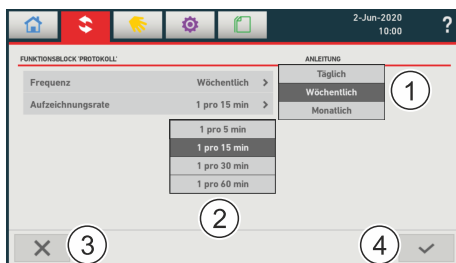 2-Jun-2020
10:00
?
FUNKTIONSBLOCK 'PROTOKOLL'
ANLEITUNG
Frequenz Wöchentlich >
Aufzeichnungsrate 1 pro 15 min >
Täglich
Wöchentlich
Monatlich
1
1 pro 5 min
1 pro 15 min
1 pro 30 min
1 pro 60 min
2
3
4